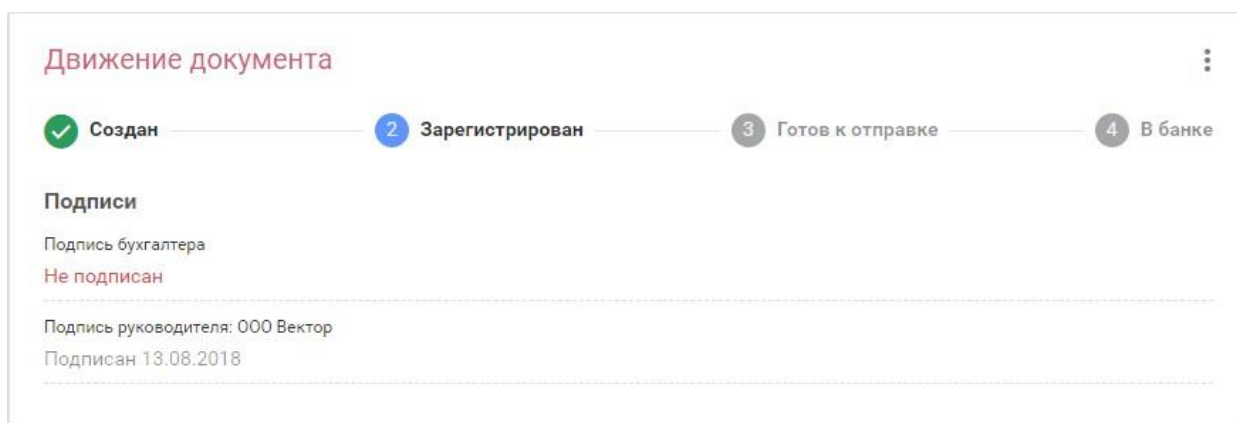 Движение документа
Создан 2 Зарегистрирован 3 Готов к отправке 4 В банке
Подписи
Подпись бухгалтера
Не подписан
Подпись руководителя: ООО Вектор
Подписан 13.08.2018